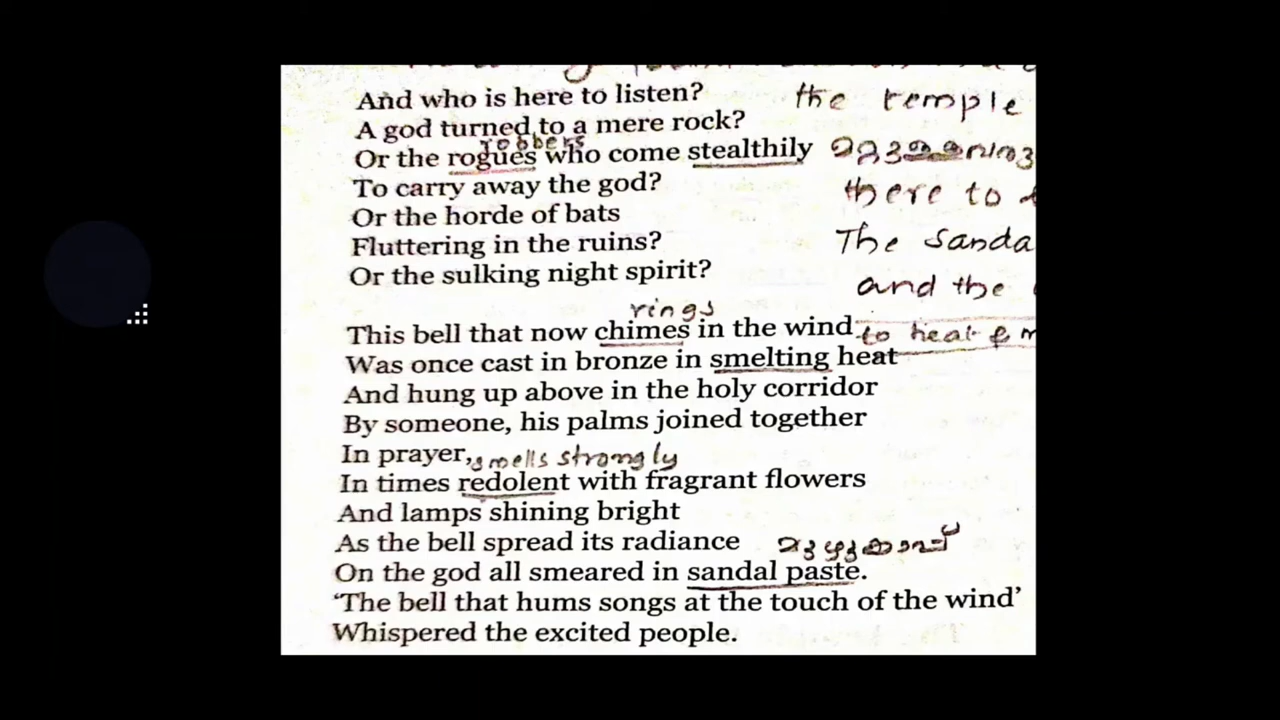 And who is here to listen?
the temple
A god turned to a mere rock?
robbers
Or the rogues who come stealthily
To carry away the god?
there to
Or the horde of bats
Fluttering in the ruins?
The Sanda
Or the sulking night spirit?
and the
rings
This bell that now chimes in the wind
to heat & m
Was once cast in bronze in smelting heat
And hung up above in the holy corridor
By someone, his palms joined together
In prayer,
smells strongly
In times redolent with fragrant flowers
And lamps shining bright
As the bell spread its radiance
On the god all smeared in sandal paste.
‘The bell that hums songs at the touch of the wind’
Whispered the excited people.